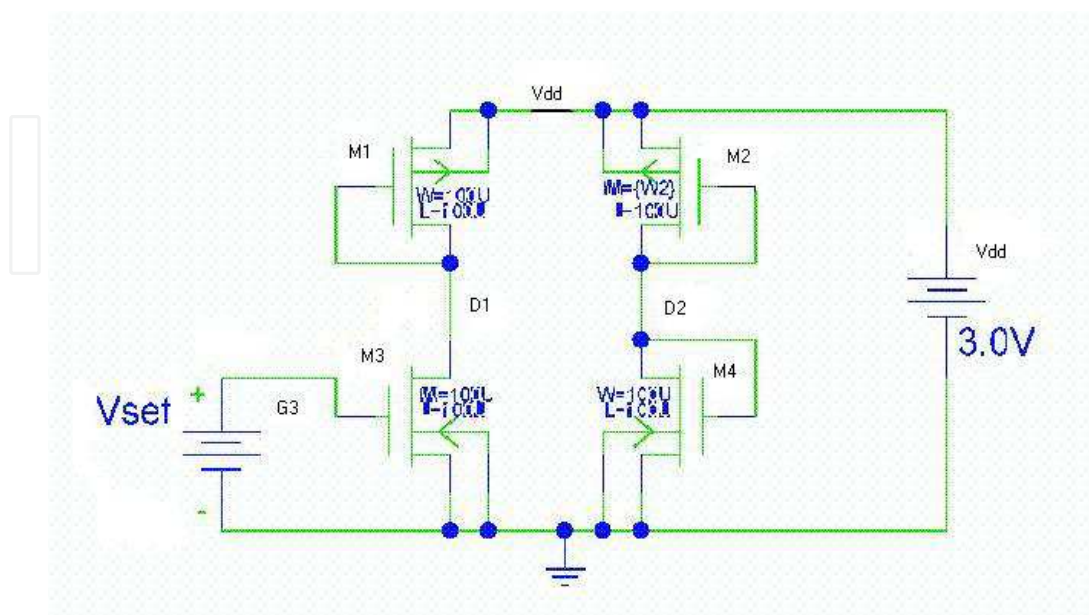 Vdd
M1
M2
W=100U
L=100U
W={W2}
L=100U
Vdd
D1
D2
3.0V
M3
M4
W=100U
L=100U
W=100U
L=100U
+
Vset
G3
-